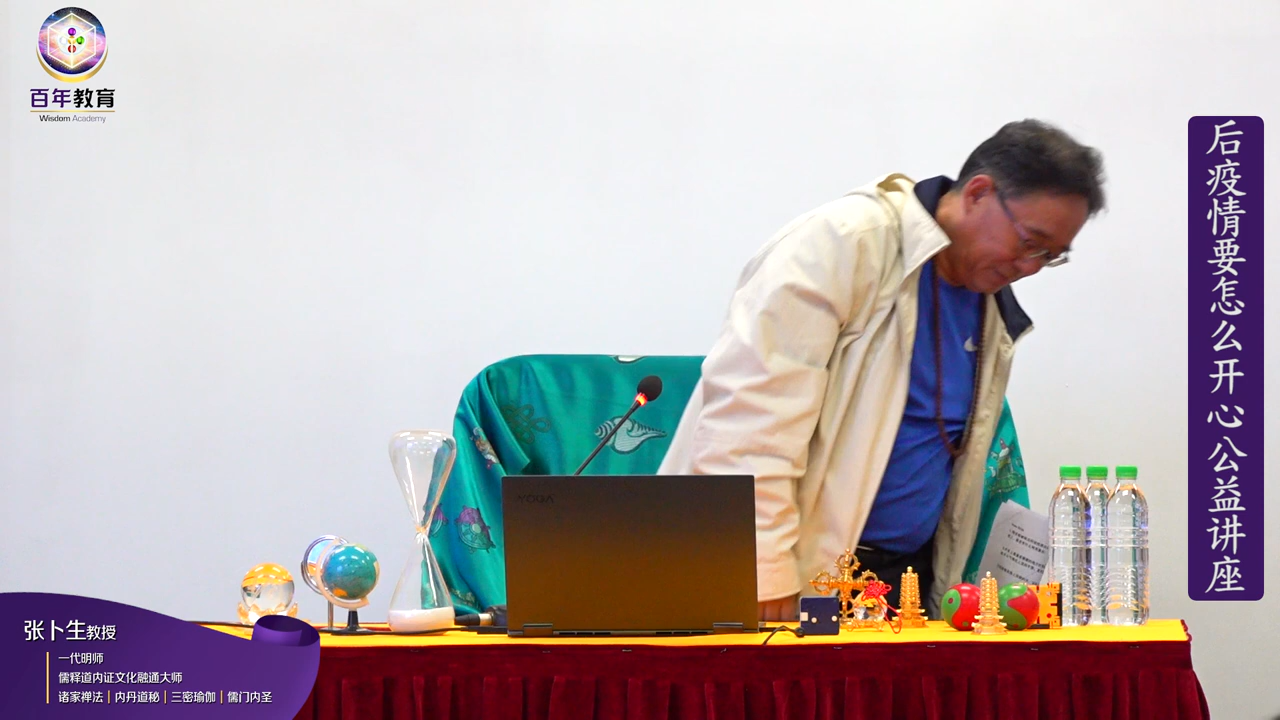 百年教育
Wisdom Academy
后疫情要怎么开心公益讲座
YOGA
张卜生教授
一代明师
儒释道内证文化融通大师
诸家禅法 | 内丹道秘 | 三密瑜伽 | 儒门内圣